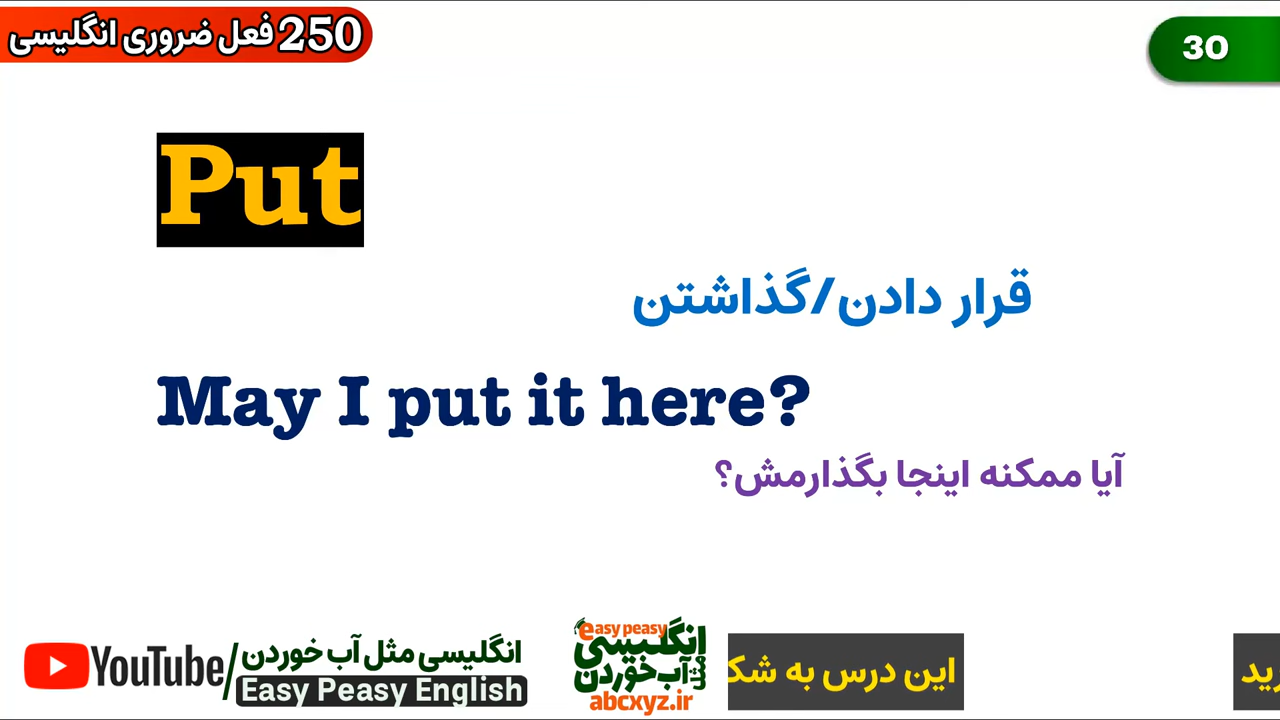 250 فعل ضروری انگلیسی
30
Put
قرار دادن/گذاشتن
May I put it here?
آیا ممکنه اینجا بگذارمش؟
YouTube/انگلیسی مثل آب خوردن
Easy Peasy English
easy peasy
انگلیسی
مثل آب خوردن
abcxyz.ir
این درس به شک